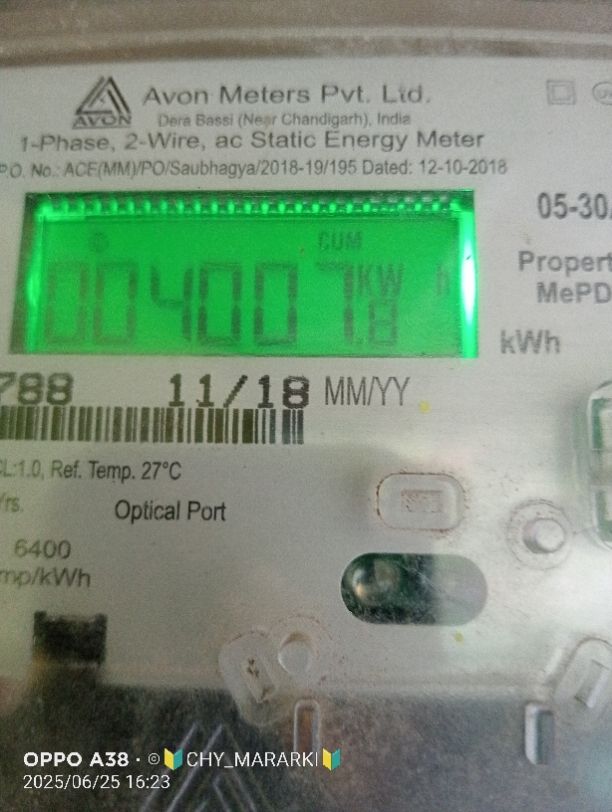 Avon Meters Pvt. Ltd.
AVON
Dera Bassi (Near Chandigarh), India
1-Phase, 2-Wire, ac Static Energy Meter
P.O. No.: ACE(MM)/PO/Saubhagya/2018-19/195 Dated: 12-10-2018
05-30
CUM
Propert
MePD
004007.8
KW h
kWh
788 11/18 MM/YY
CL:1.0, Ref. Temp. 27°C
Yrs.
Optical Port
6400
mp/kWh
OPPO A38 · © 🔰CHY_MARARKI🔰
2025/06/25 16:23